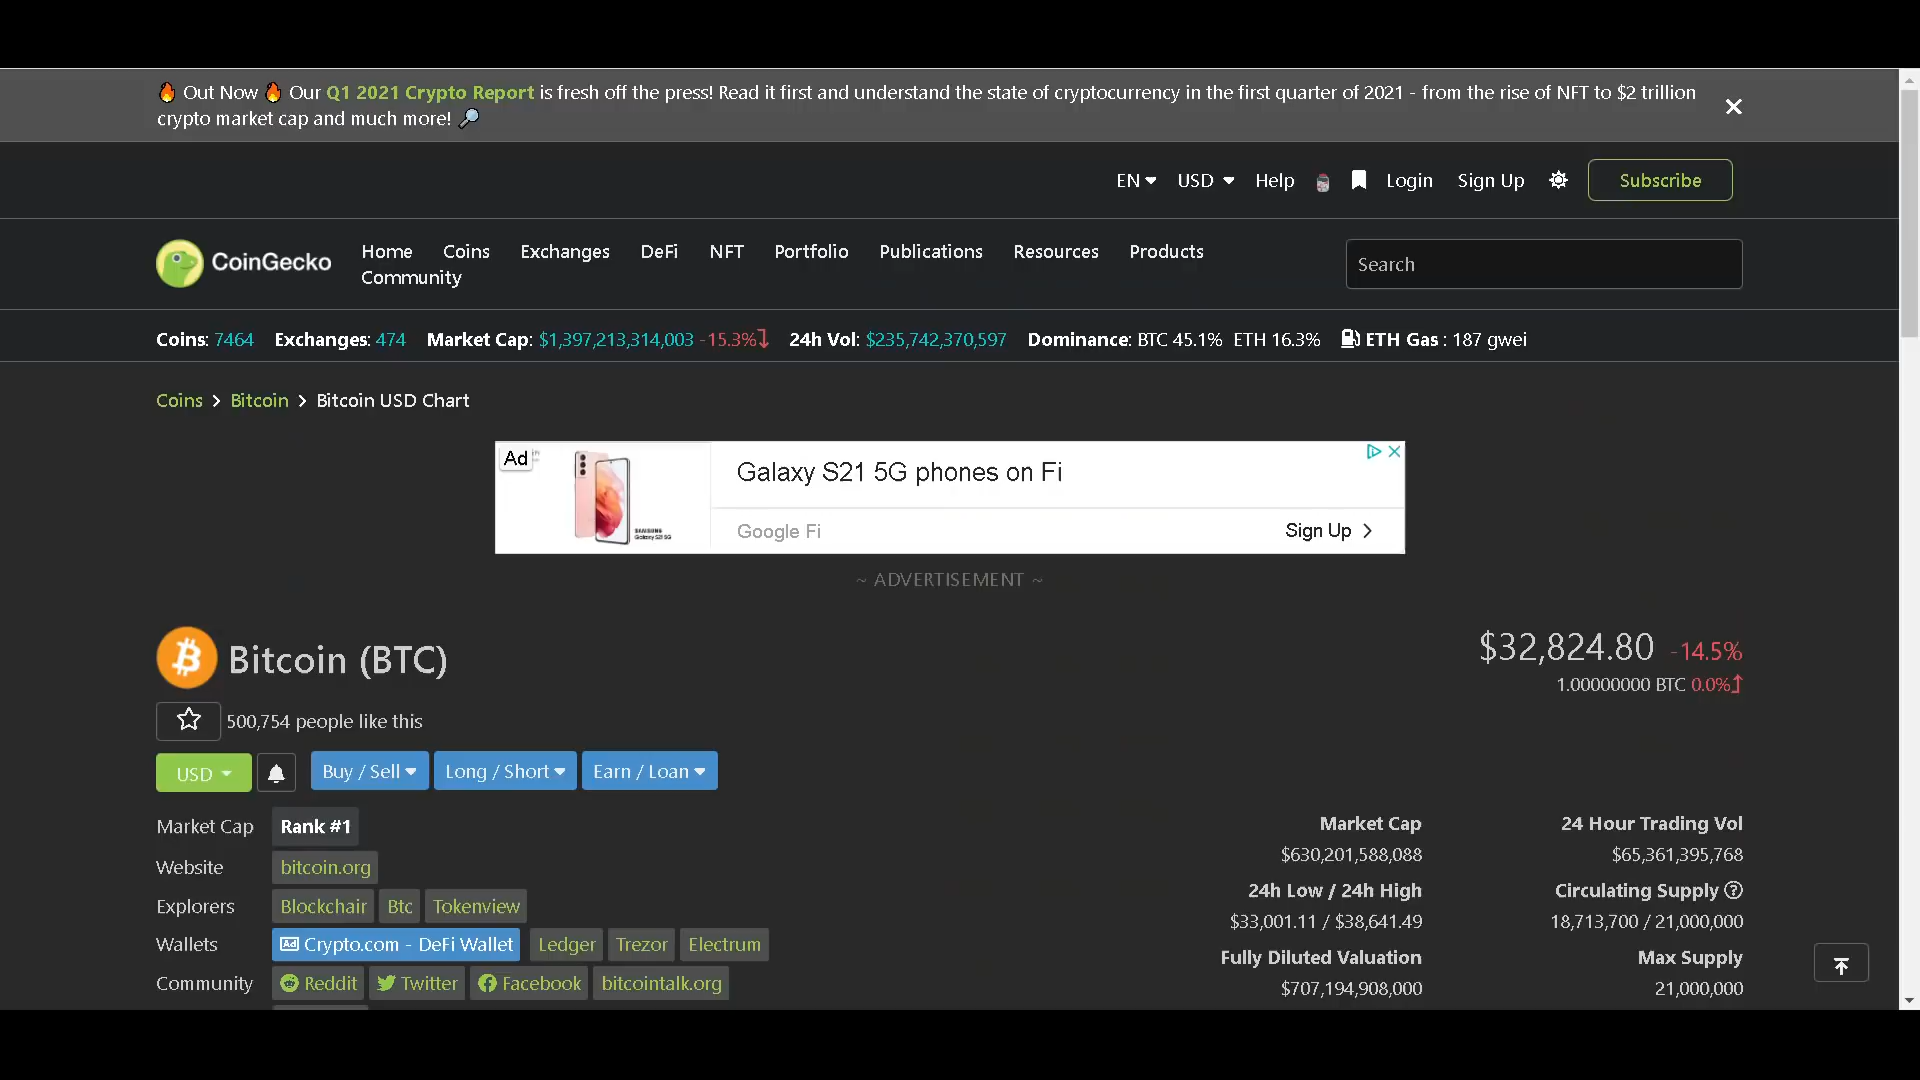 Out Now Our Q1 2021 Crypto Report is fresh off the press! Read it first and understand the state of cryptocurrency in the first quarter of 2021 - from the rise of NFT to $2 trillion
crypto market cap and much more!
EN USD Help Login Sign Up Subscribe
CoinGecko
Home Coins Exchanges DeFi NFT Portfolio Publications Resources Products
Community
Search
Coins: 7464 Exchanges: 474 Market Cap: $1,397,213,314,003 -15.3% 24h Vol: $235,742,370,597 Dominance: BTC 45.1% ETH 16.3% ETH Gas : 187 gwei
Coins > Bitcoin > Bitcoin USD Chart
Ad
Galaxy S21 5G phones on Fi
SAMSUNG
Galaxy S21 5G
Google Fi Sign Up
~ ADVERTISEMENT ~
Bitcoin (BTC)
$32,824.80 -14.5%
1.00000000 BTC 0.0%
500,754 people like this
USD Buy / Sell Long / Short Earn / Loan
Market Cap Rank #1
Website bitcoin.org
Explorers Blockchair Btc Tokenview
Wallets Ad Crypto.com - DeFi Wallet Ledger Trezor Electrum
Community Reddit Twitter Facebook bitcointalk.org
Market Cap 24 Hour Trading Vol
$630,201,588,088 $65,361,395,768
24h Low / 24h High Circulating Supply
$33,001.11 / $38,641.49 18,713,700 / 21,000,000
Fully Diluted Valuation Max Supply
$707,194,908,000 21,000,000